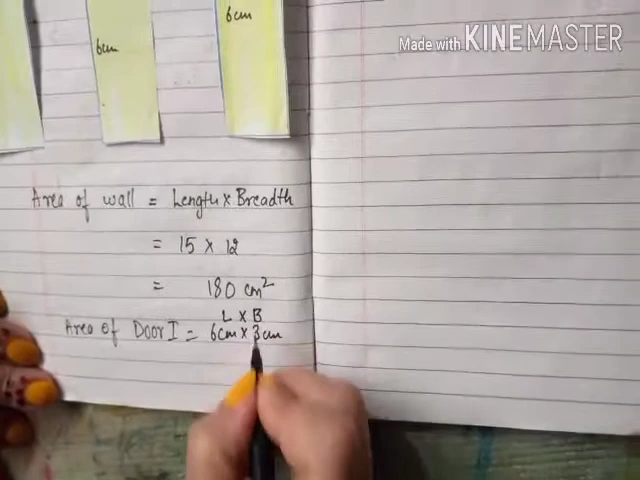 6cm
6cm
Made with KINEMASTER
Area of wall = Length x Breadth
= 15 x 12
= 180 cm²
L x B
Area of Door I = 6cm x 3cm